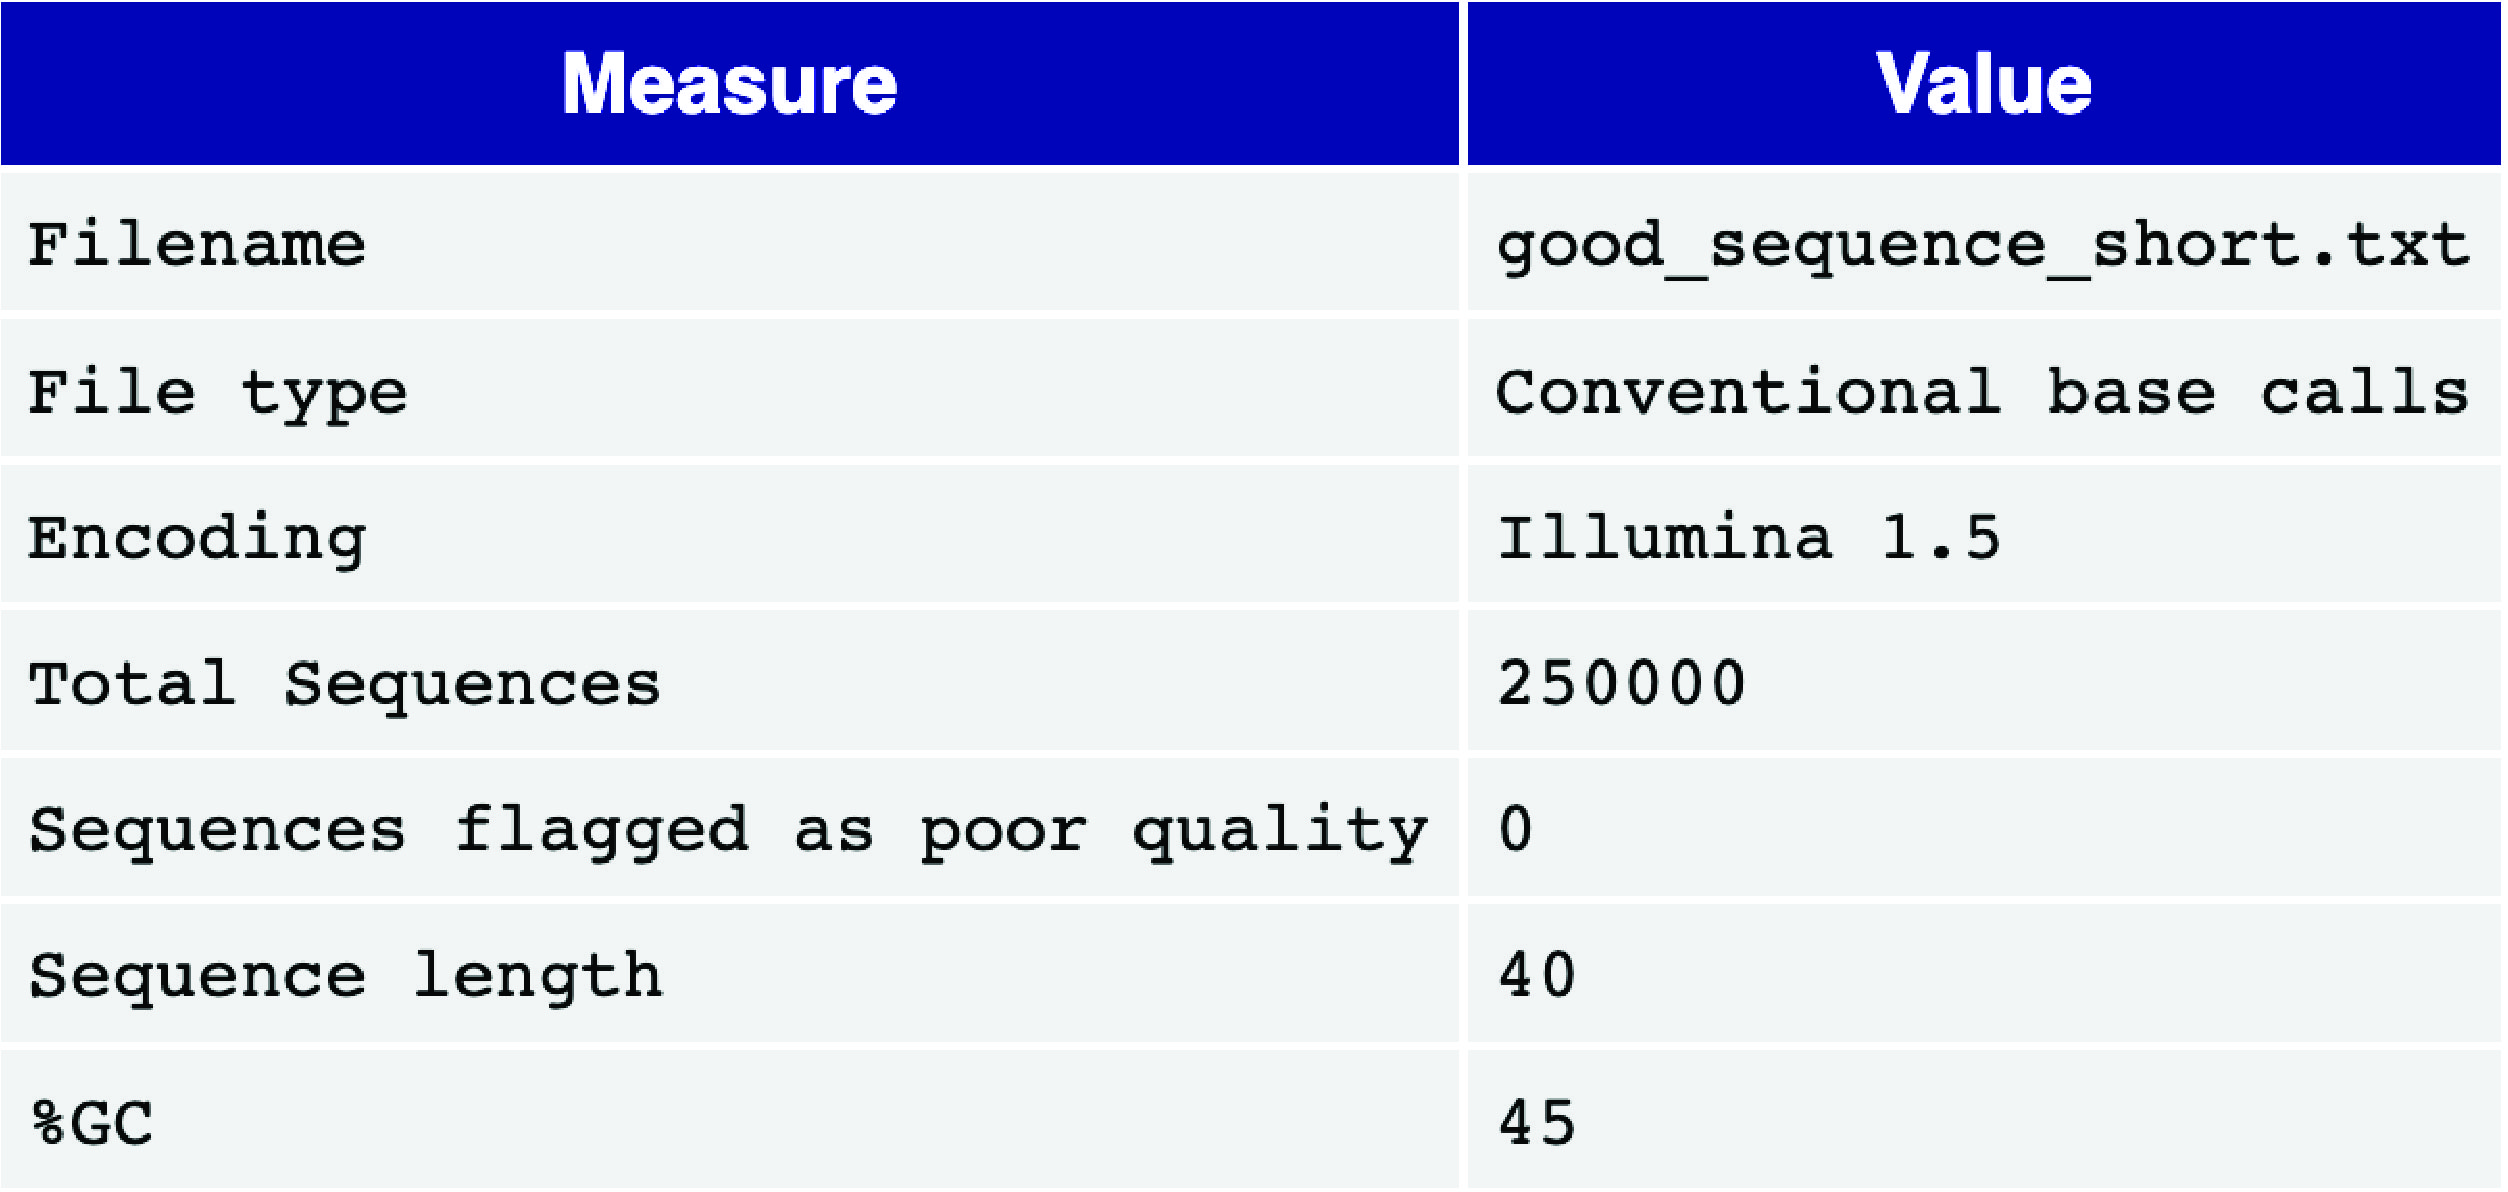 Measure Value
Filename good_sequence_short.txt
File type Conventional base calls
Encoding Illumina 1.5
Total Sequences 250000
Sequences flagged as poor quality 0
Sequence length 40
%GC 45